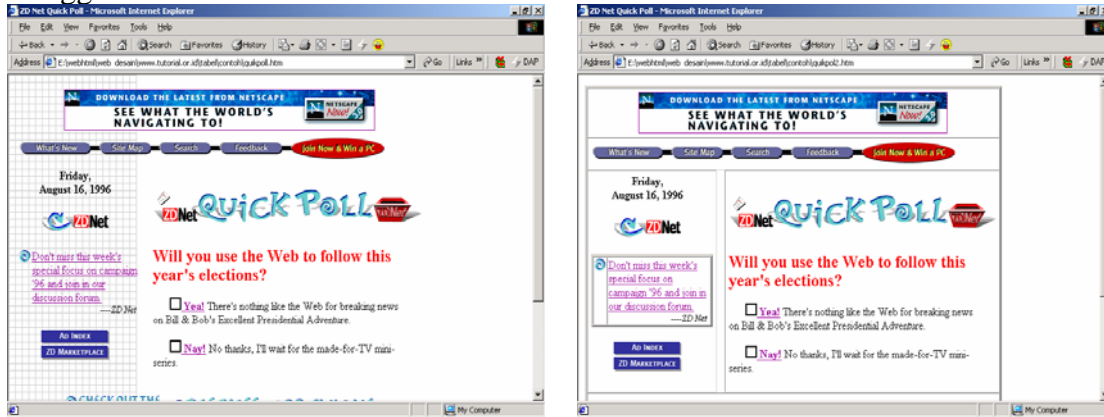 ZD Net Quick Poll - Microsoft Internet Explorer
File Edit View Favorites Tools Help
Back Search Favorites History
Address E:\webhtml\web desain\www.tutorial.or.id\tabel\contoh\quikpoll.htm Go Links » DAP
DOWNLOAD THE LATEST FROM NETSCAPE
SEE WHAT THE WORLD'S
NAVIGATING TO!
N NETSCAPE Now!
What's New Site Map Search Feedback Join Now & Win a PC
Friday,
August 16, 1996
ZDNet
ZDNet QUiCK POLL
Don't miss this week's
special focus on campaign
'96 and join in our
discussion forum.
—ZD Net
AD INDEX
ZD MARKETPLACE
Will you use the Web to follow this
year's elections?
Yea! There's nothing like the Web for breaking news
on Bill & Bob's Excellent Presidential Adventure.
Nay! No thanks, I'll wait for the made-for-TV mini-
series.
CHECK OUT THE
My Computer
ZD Net Quick Poll - Microsoft Internet Explorer
File Edit View Favorites Tools Help
Back Search Favorites History
Address E:\webhtml\web desain\www.tutorial.or.id\tabel\contoh\quikpol2.htm Go Links » DAP
DOWNLOAD THE LATEST FROM NETSCAPE
SEE WHAT THE WORLD'S
NAVIGATING TO!
N NETSCAPE Now!
What's New Site Map Search Feedback Join Now & Win a PC
Friday,
August 16, 1996
ZDNet
ZDNet QUiCK POLL
Don't miss this week's
special focus on
campaign '96 and join in
our discussion forum.
—ZD Net
AD INDEX
ZD MARKETPLACE
Will you use the Web to follow this
year's elections?
Yea! There's nothing like the Web for breaking news
on Bill & Bob's Excellent Presidential Adventure.
Nay! No thanks, I'll wait for the made-for-TV mini-
series.
My Computer